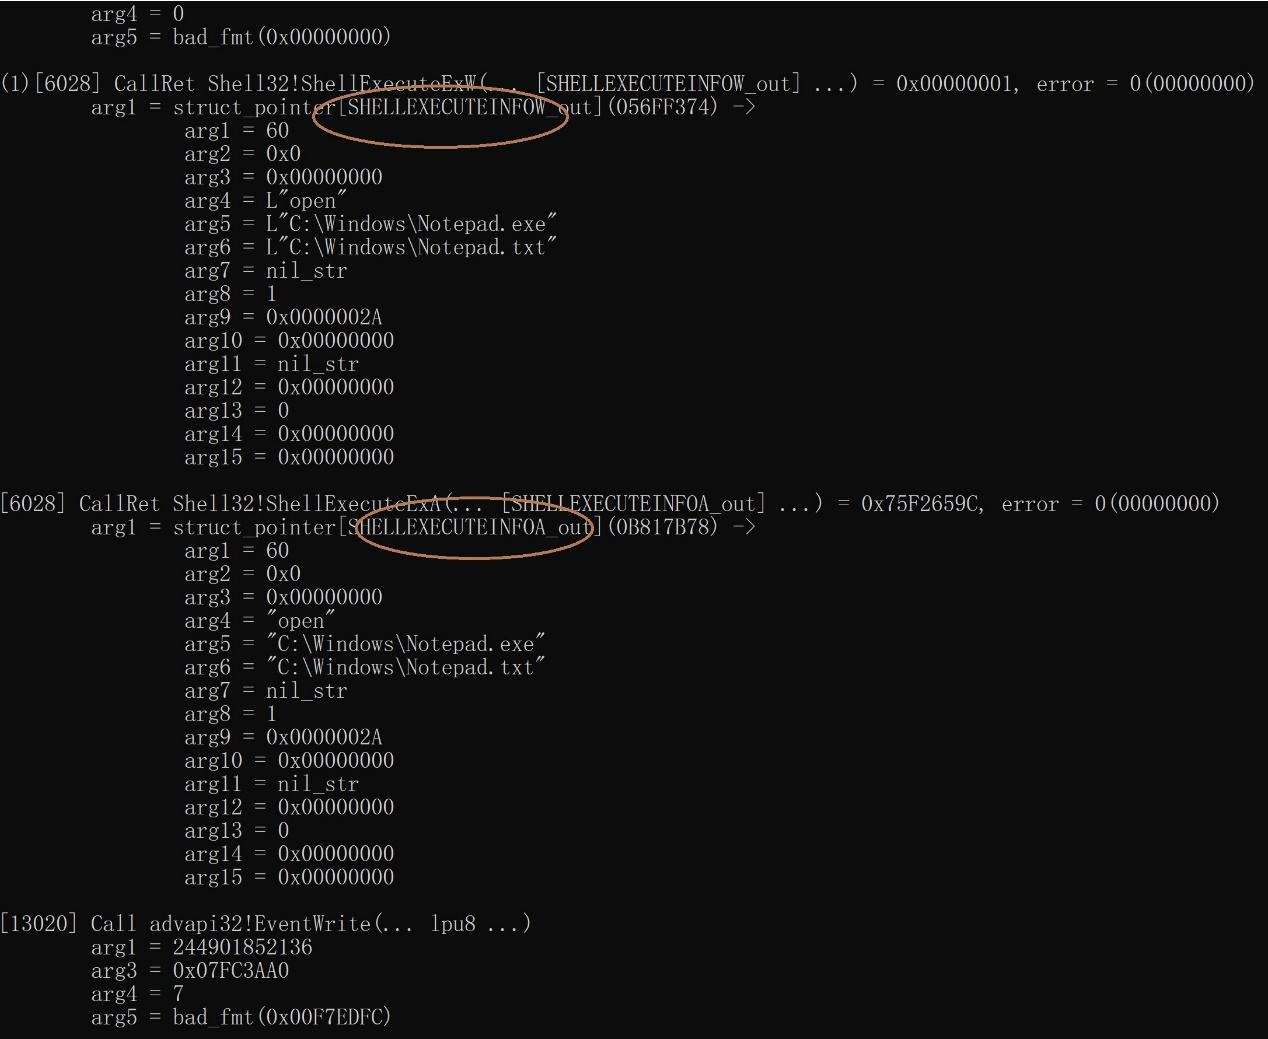 arg4 = 0
arg5 = bad_fmt(0x00000000)
(1)[6028] CallRet Shell32!ShellExecuteExW(... [SHELLEXECUTEINFOW_out] ...) = 0x00000001, error = 0(00000000)
arg1 = struct_pointer[SHELLEXECUTEINFOW_out](056FF374) ->
arg1 = 60
arg2 = 0x0
arg3 = 0x00000000
arg4 = L"open"
arg5 = L"C:\Windows\Notepad.exe"
arg6 = L"C:\Windows\Notepad.txt"
arg7 = nil_str
arg8 = 1
arg9 = 0x0000002A
arg10 = 0x00000000
arg11 = nil_str
arg12 = 0x00000000
arg13 = 0
arg14 = 0x00000000
arg15 = 0x00000000
[6028] CallRet Shell32!ShellExecuteExA(... [SHELLEXECUTEINFOA_out] ...) = 0x75F2659C, error = 0(00000000)
arg1 = struct_pointer[SHELLEXECUTEINFOA_out](0B817B78) ->
arg1 = 60
arg2 = 0x0
arg3 = 0x00000000
arg4 = "open"
arg5 = "C:\Windows\Notepad.exe"
arg6 = "C:\Windows\Notepad.txt"
arg7 = nil_str
arg8 = 1
arg9 = 0x0000002A
arg10 = 0x00000000
arg11 = nil_str
arg12 = 0x00000000
arg13 = 0
arg14 = 0x00000000
arg15 = 0x00000000
[13020] Call advapi32!EventWrite(... lpu8 ...)
arg1 = 244901852136
arg3 = 0x07FC3AA0
arg4 = 7
arg5 = bad_fmt(0x00F7EDFC)